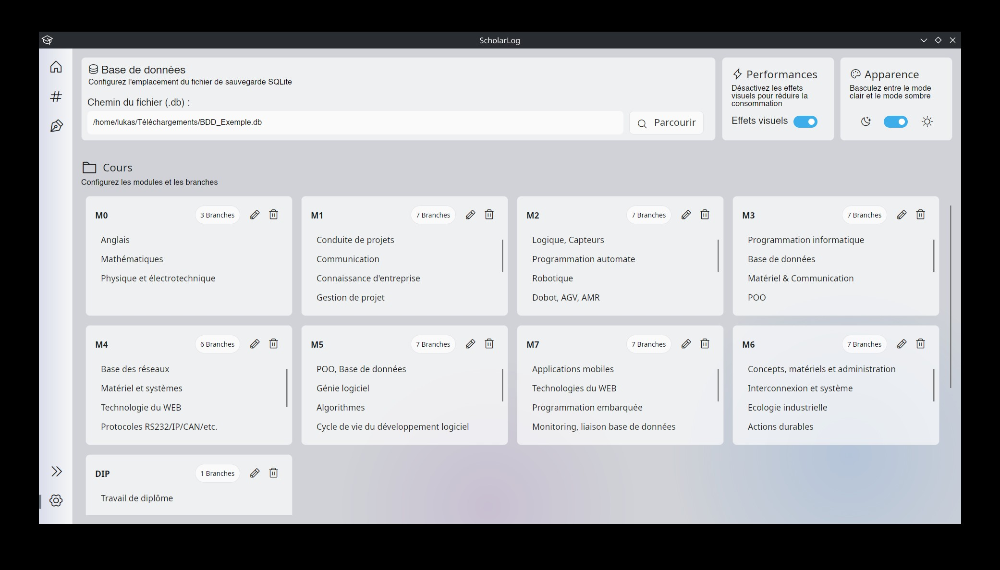 ScholarLog
Base de données
Configurez l'emplacement du fichier de sauvegarde SQLite
Chemin du fichier (.db) :
/home/lukas/Téléchargements/BDD_Exemple.db
Parcourir
Performances
Désactivez les effets
visuels pour réduire la
consommation
Effets visuels
Apparence
Basculez entre le mode
clair et le mode sombre
Cours
Configurez les modules et les branches
M0
3 Branches
Anglais
Mathématiques
Physique et électrotechnique
M1
7 Branches
Conduite de projets
Communication
Connaissance d'entreprise
Gestion de projet
M2
7 Branches
Logique, Capteurs
Programmation automate
Robotique
Dobot, AGV, AMR
M3
7 Branches
Programmation informatique
Base de données
Matériel & Communication
POO
M4
6 Branches
Base des réseaux
Matériel et systèmes
Technologie du WEB
Protocoles RS232/IP/CAN/etc.
M5
7 Branches
POO, Base de données
Génie logiciel
Algorithmes
Cycle de vie du développement logiciel
M7
7 Branches
Applications mobiles
Technologies du WEB
Programmation embarquée
Monitoring, liaison base de données
M6
7 Branches
Concepts, matériels et administration
Interconnexion et système
Ecologie industrielle
Actions durables
DIP
1 Branches
Travail de diplôme